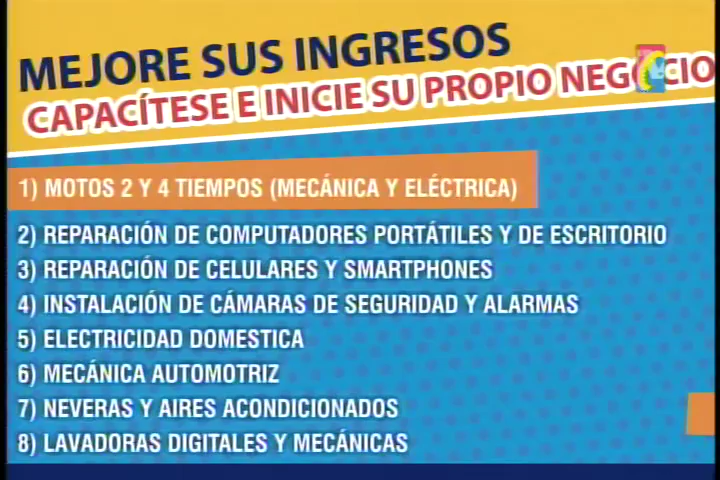 MEJORE SUS INGRESOS
CAPACÍTESE E INICIE SU PROPIO NEGOCIO
1) MOTOS 2 Y 4 TIEMPOS (MECÁNICA Y ELÉCTRICA)
2) REPARACIÓN DE COMPUTADORES PORTÁTILES Y DE ESCRITORIO
3) REPARACIÓN DE CELULARES Y SMARTPHONES
4) INSTALACIÓN DE CÁMARAS DE SEGURIDAD Y ALARMAS
5) ELECTRICIDAD DOMESTICA
6) MECÁNICA AUTOMOTRIZ
7) NEVERAS Y AIRES ACONDICIONADOS
8) LAVADORAS DIGITALES Y MECÁNICAS